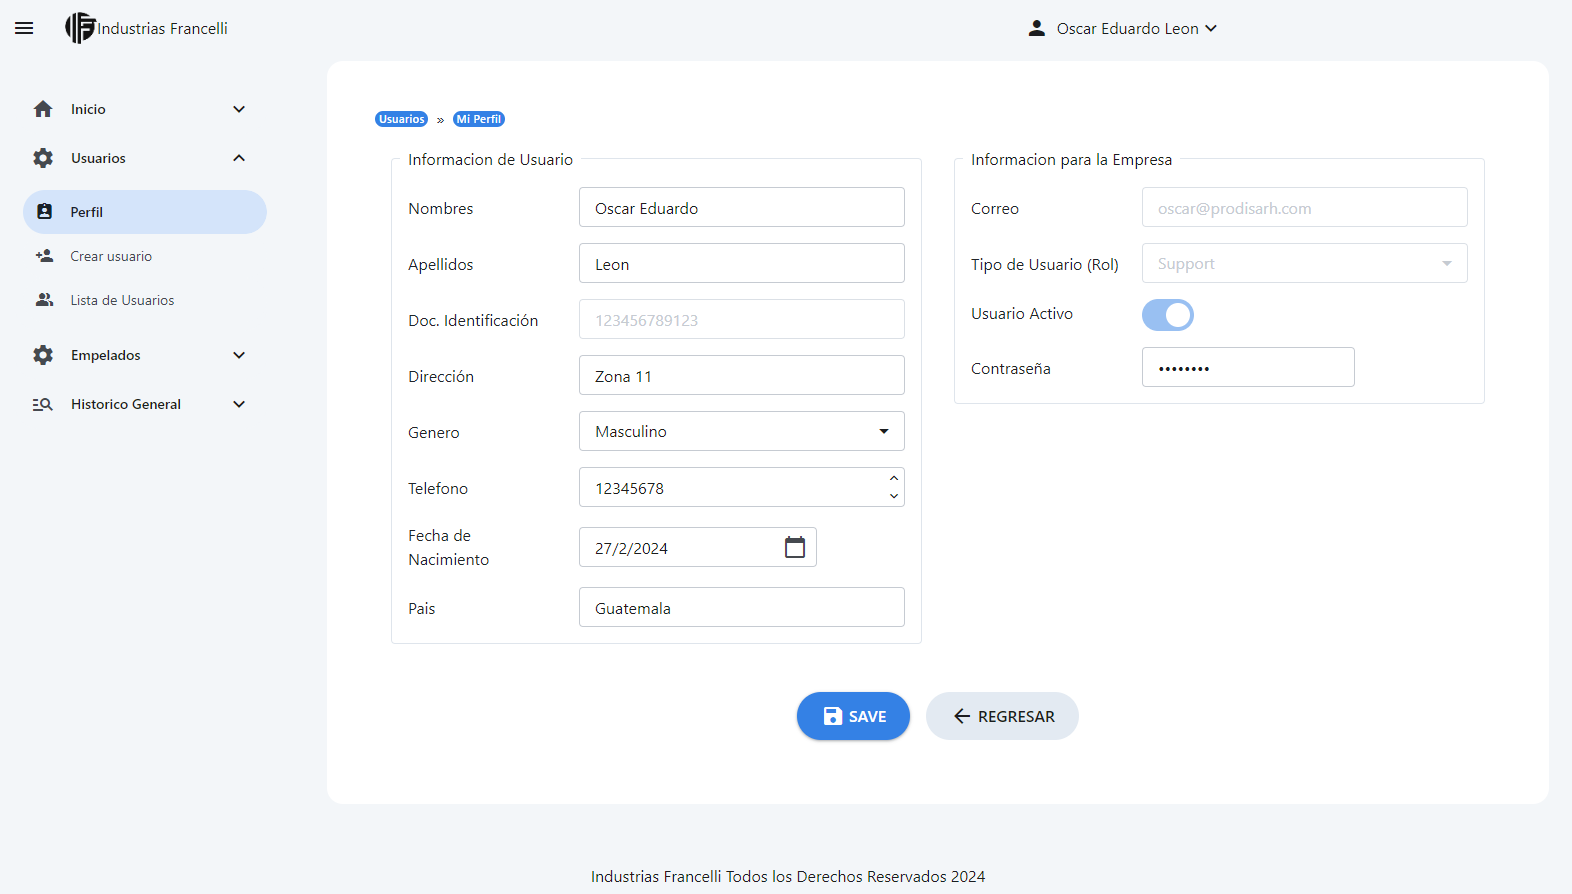 Industrias Francelli
Oscar Eduardo Leon
Inicio
Usuarios
Perfil
Crear usuario
Lista de Usuarios
Empelados
Historico General
Usuarios » Mi Perfil
Informacion de Usuario
Nombres
Oscar Eduardo
Apellidos
Leon
Doc. Identificación
123456789123
Dirección
Zona 11
Genero
Masculino
Telefono
12345678
Fecha de
Nacimiento
27/2/2024
Pais
Guatemala
Informacion para la Empresa
Correo
oscar@prodisarh.com
Tipo de Usuario (Rol)
Support
Usuario Activo
Contraseña
••••••••
SAVE
REGRESAR
Industrias Francelli Todos los Derechos Reservados 2024